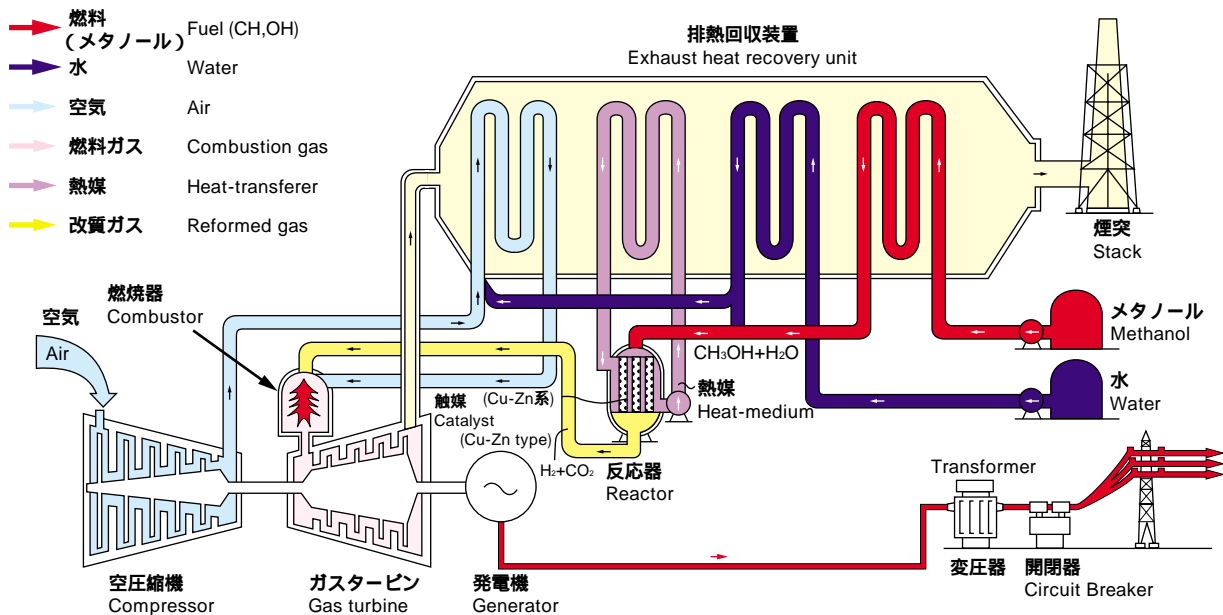 燃料
（メタノール）
Fuel (CH,OH)
水
Water
空気
Air
燃料ガス
Combustion gas
熱媒
Heat-transferer
改質ガス
Reformed gas
排熱回収装置
Exhaust heat recovery unit
煙突
Stack
燃焼器
Combustor
空気
Air
メタノール
Methanol
CH₃OH+H₂O
水
Water
熱媒
Heat-medium
触媒
(Cu-Zn系)
Catalyst
(Cu-Zn type)
H₂+CO₂
反応器
Reactor
Transformer
変圧器
開閉器
Circuit Breaker
空圧縮機
Compressor
ガスタービン
Gas turbine
発電機
Generator